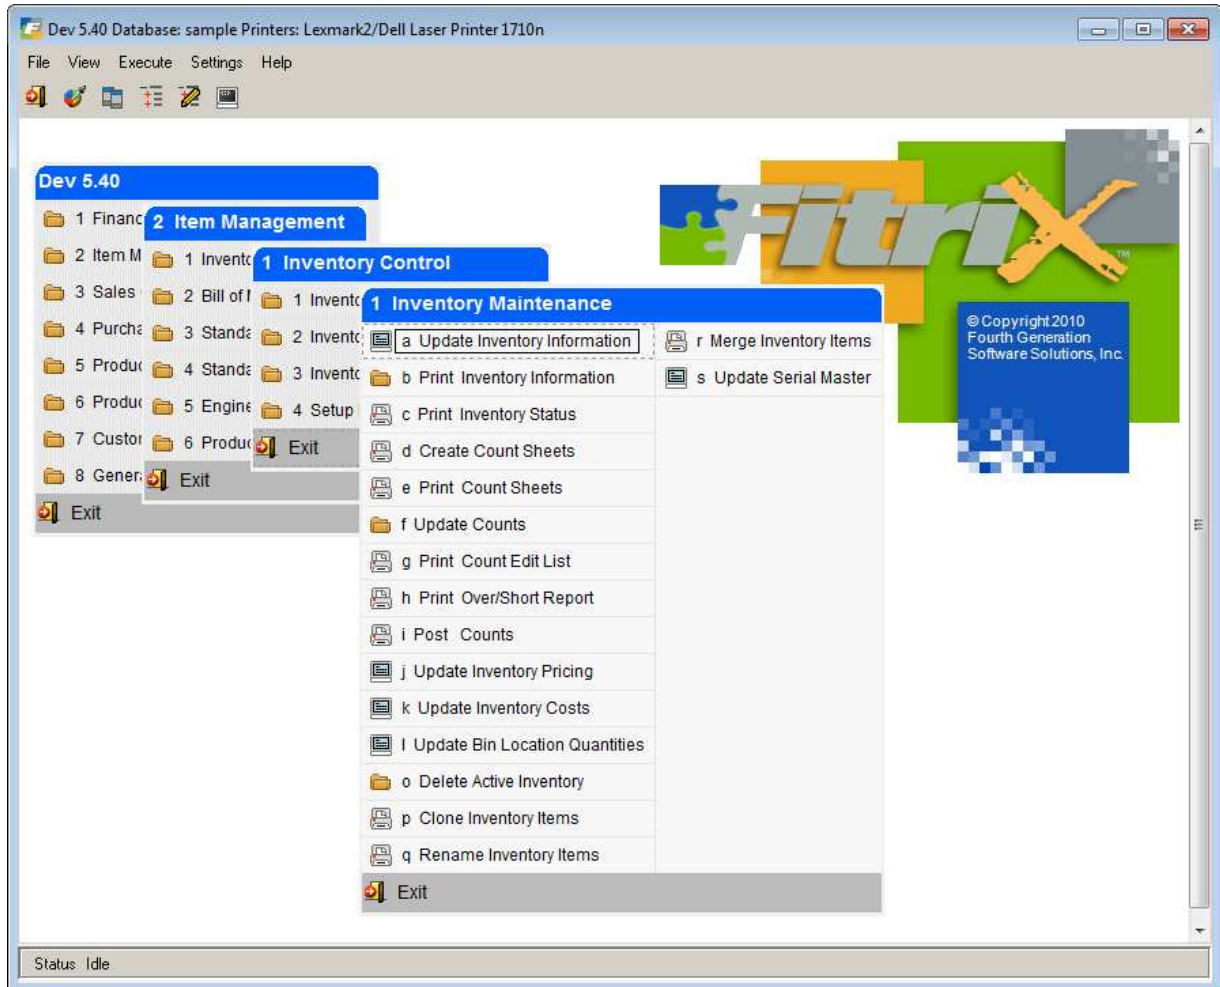 Dev 5.40 Database: sample Printers: Lexmark2/Dell Laser Printer 1710n
File View Execute Settings Help
Dev 5.40
1 Financ
2 Item M
3 Sales
4 Purcha
5 Produc
6 Produc
7 Custor
8 Genera
Exit
2 Item Management
1 Invento
2 Bill of M
3 Standa
4 Standa
5 Engine
6 Produc
Exit
1 Inventory Control
1 Invento
2 Invento
3 Invento
4 Setup
Exit
1 Inventory Maintenance
a Update Inventory Information
b Print Inventory Information
c Print Inventory Status
d Create Count Sheets
e Print Count Sheets
f Update Counts
g Print Count Edit List
h Print Over/Short Report
i Post Counts
j Update Inventory Pricing
k Update Inventory Costs
l Update Bin Location Quantities
o Delete Active Inventory
p Clone Inventory Items
q Rename Inventory Items
r Merge Inventory Items
s Update Serial Master
Exit
FitriX™
© Copyright 2010
Fourth Generation
Software Solutions, Inc.
Status Idle